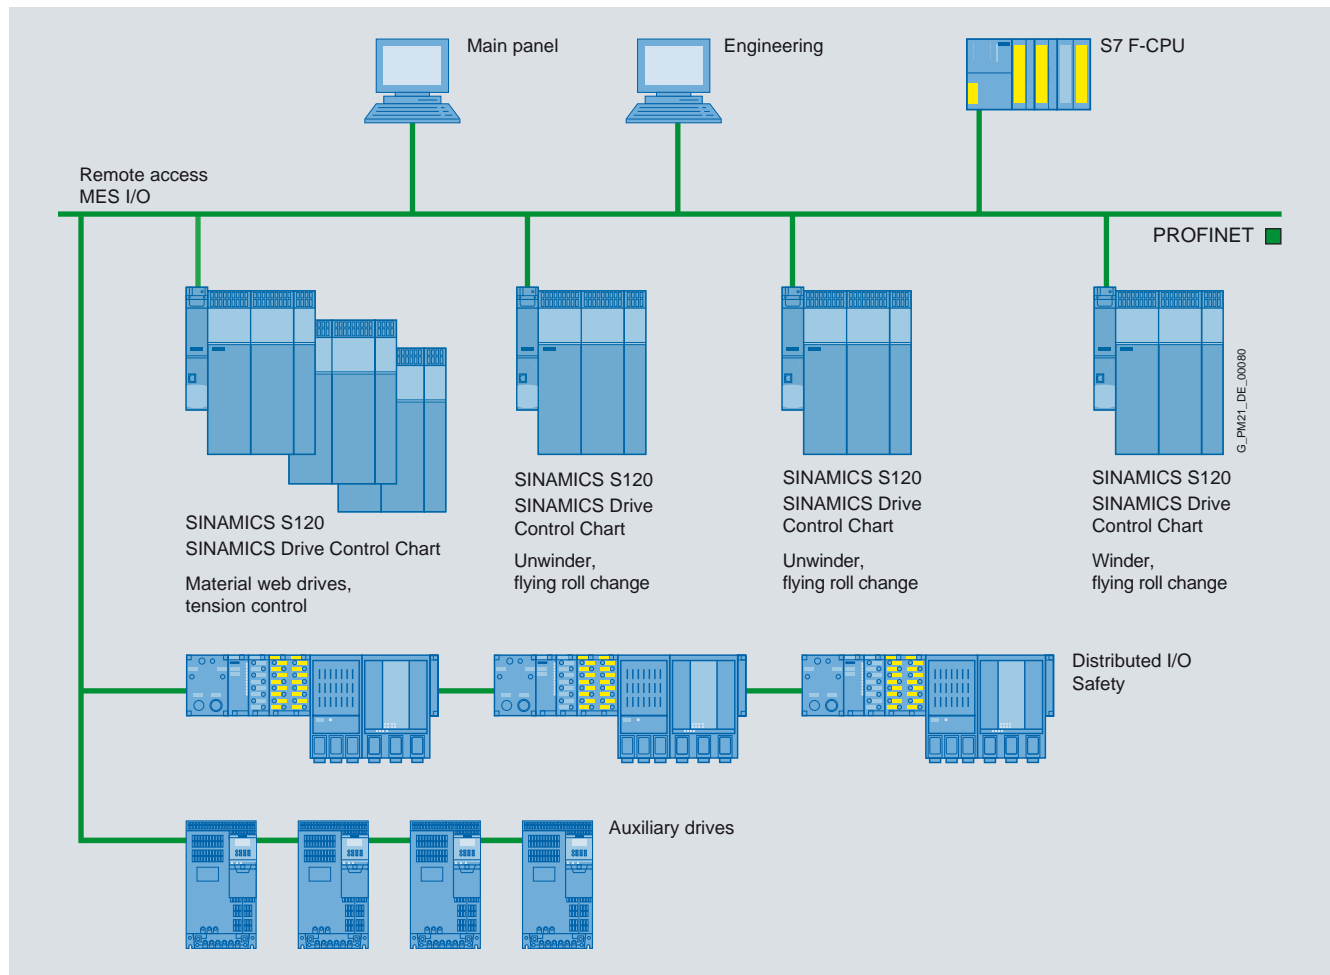 Main panel
Engineering
S7 F-CPU
Remote access
MES I/O
PROFINET
G_PM21_DE_00080
SINAMICS S120
SINAMICS Drive Control Chart
Material web drives,
tension control
SINAMICS S120
SINAMICS Drive
Control Chart
Unwinder,
flying roll change
SINAMICS S120
SINAMICS Drive
Control Chart
Unwinder,
flying roll change
SINAMICS S120
SINAMICS Drive
Control Chart
Winder,
flying roll change
Distributed I/O
Safety
Auxiliary drives